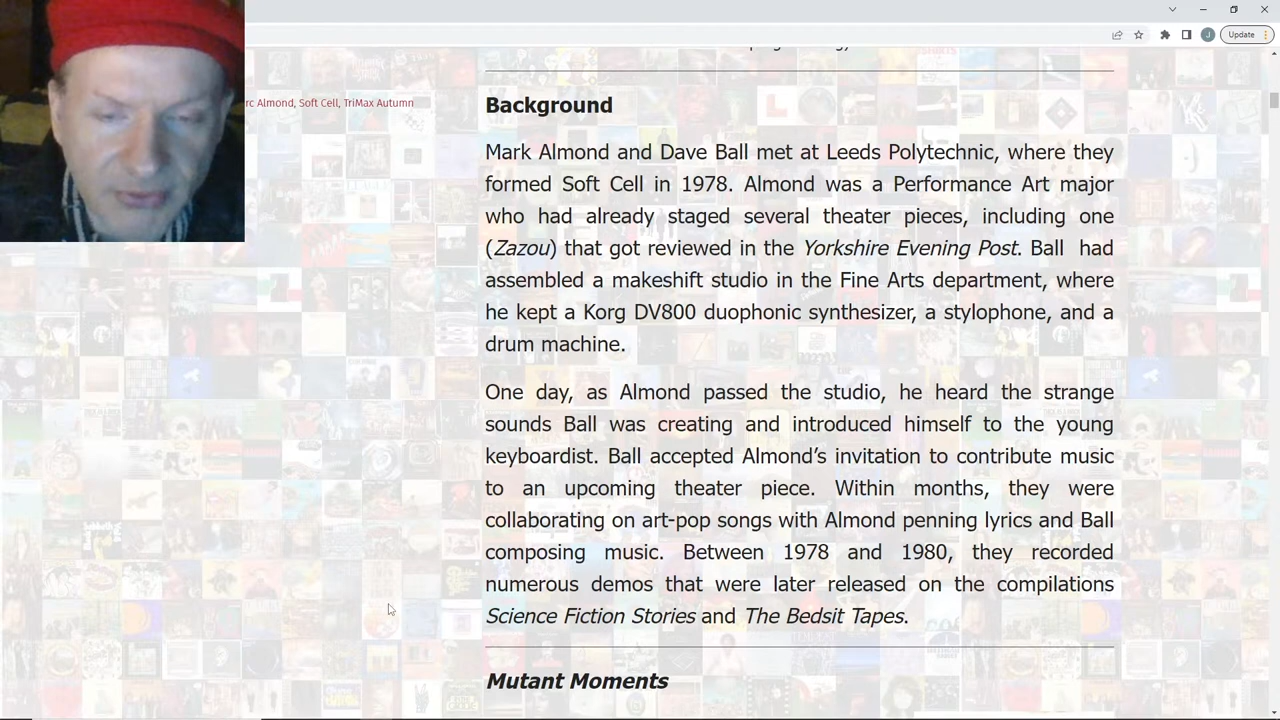 Update
rc Almond, Soft Cell, TriMax Autumn
Background
Mark Almond and Dave Ball met at Leeds Polytechnic, where they
formed Soft Cell in 1978. Almond was a Performance Art major
who had already staged several theater pieces, including one
(Zazou) that got reviewed in the Yorkshire Evening Post. Ball had
assembled a makeshift studio in the Fine Arts department, where
he kept a Korg DV800 duophonic synthesizer, a stylophone, and a
drum machine.
One day, as Almond passed the studio, he heard the strange
sounds Ball was creating and introduced himself to the young
keyboardist. Ball accepted Almond’s invitation to contribute music
to an upcoming theater piece. Within months, they were
collaborating on art-pop songs with Almond penning lyrics and Ball
composing music. Between 1978 and 1980, they recorded
numerous demos that were later released on the compilations
Science Fiction Stories and The Bedsit Tapes.
Mutant Moments